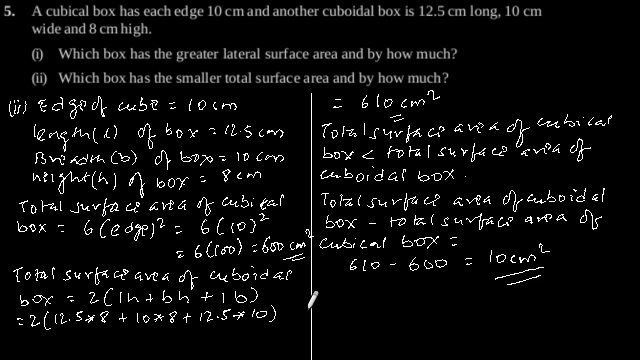 5. A cubical box has each edge 10 cm and another cuboidal box is 12.5 cm long, 10 cm
wide and 8 cm high.
(i) Which box has the greater lateral surface area and by how much?
(ii) Which box has the smaller total surface area and by how much?
(ii) Edge of cube = 10 cm
length(l) of box = 12.5 cm
Breadth(b) of box = 10 cm
height(h) of box = 8 cm
Total surface area of cubical
box = 6(edge)² = 6(10)²
= 6(100) = 600 cm²
Total surface area of cuboidal
box = 2(lh + bh + lb)
= 2(12.5*8 + 10*8 + 12.5*10)
= 610 cm²
Total surface area of cubical
box < total surface area of
cuboidal box.
Total surface area of cuboidal
box - total surface area of
cubical box =
610 - 600 = 10cm²